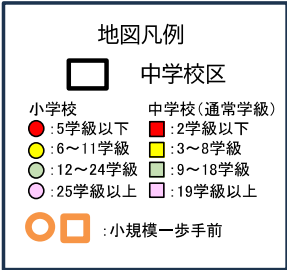 地図凡例
中学校区
小学校 中学校(通常学級)
:5学級以下 :2学級以下
:6～11学級 :3～8学級
:12～24学級 :9～18学級
:25学級以上 :19学級以上
:小規模一歩手前